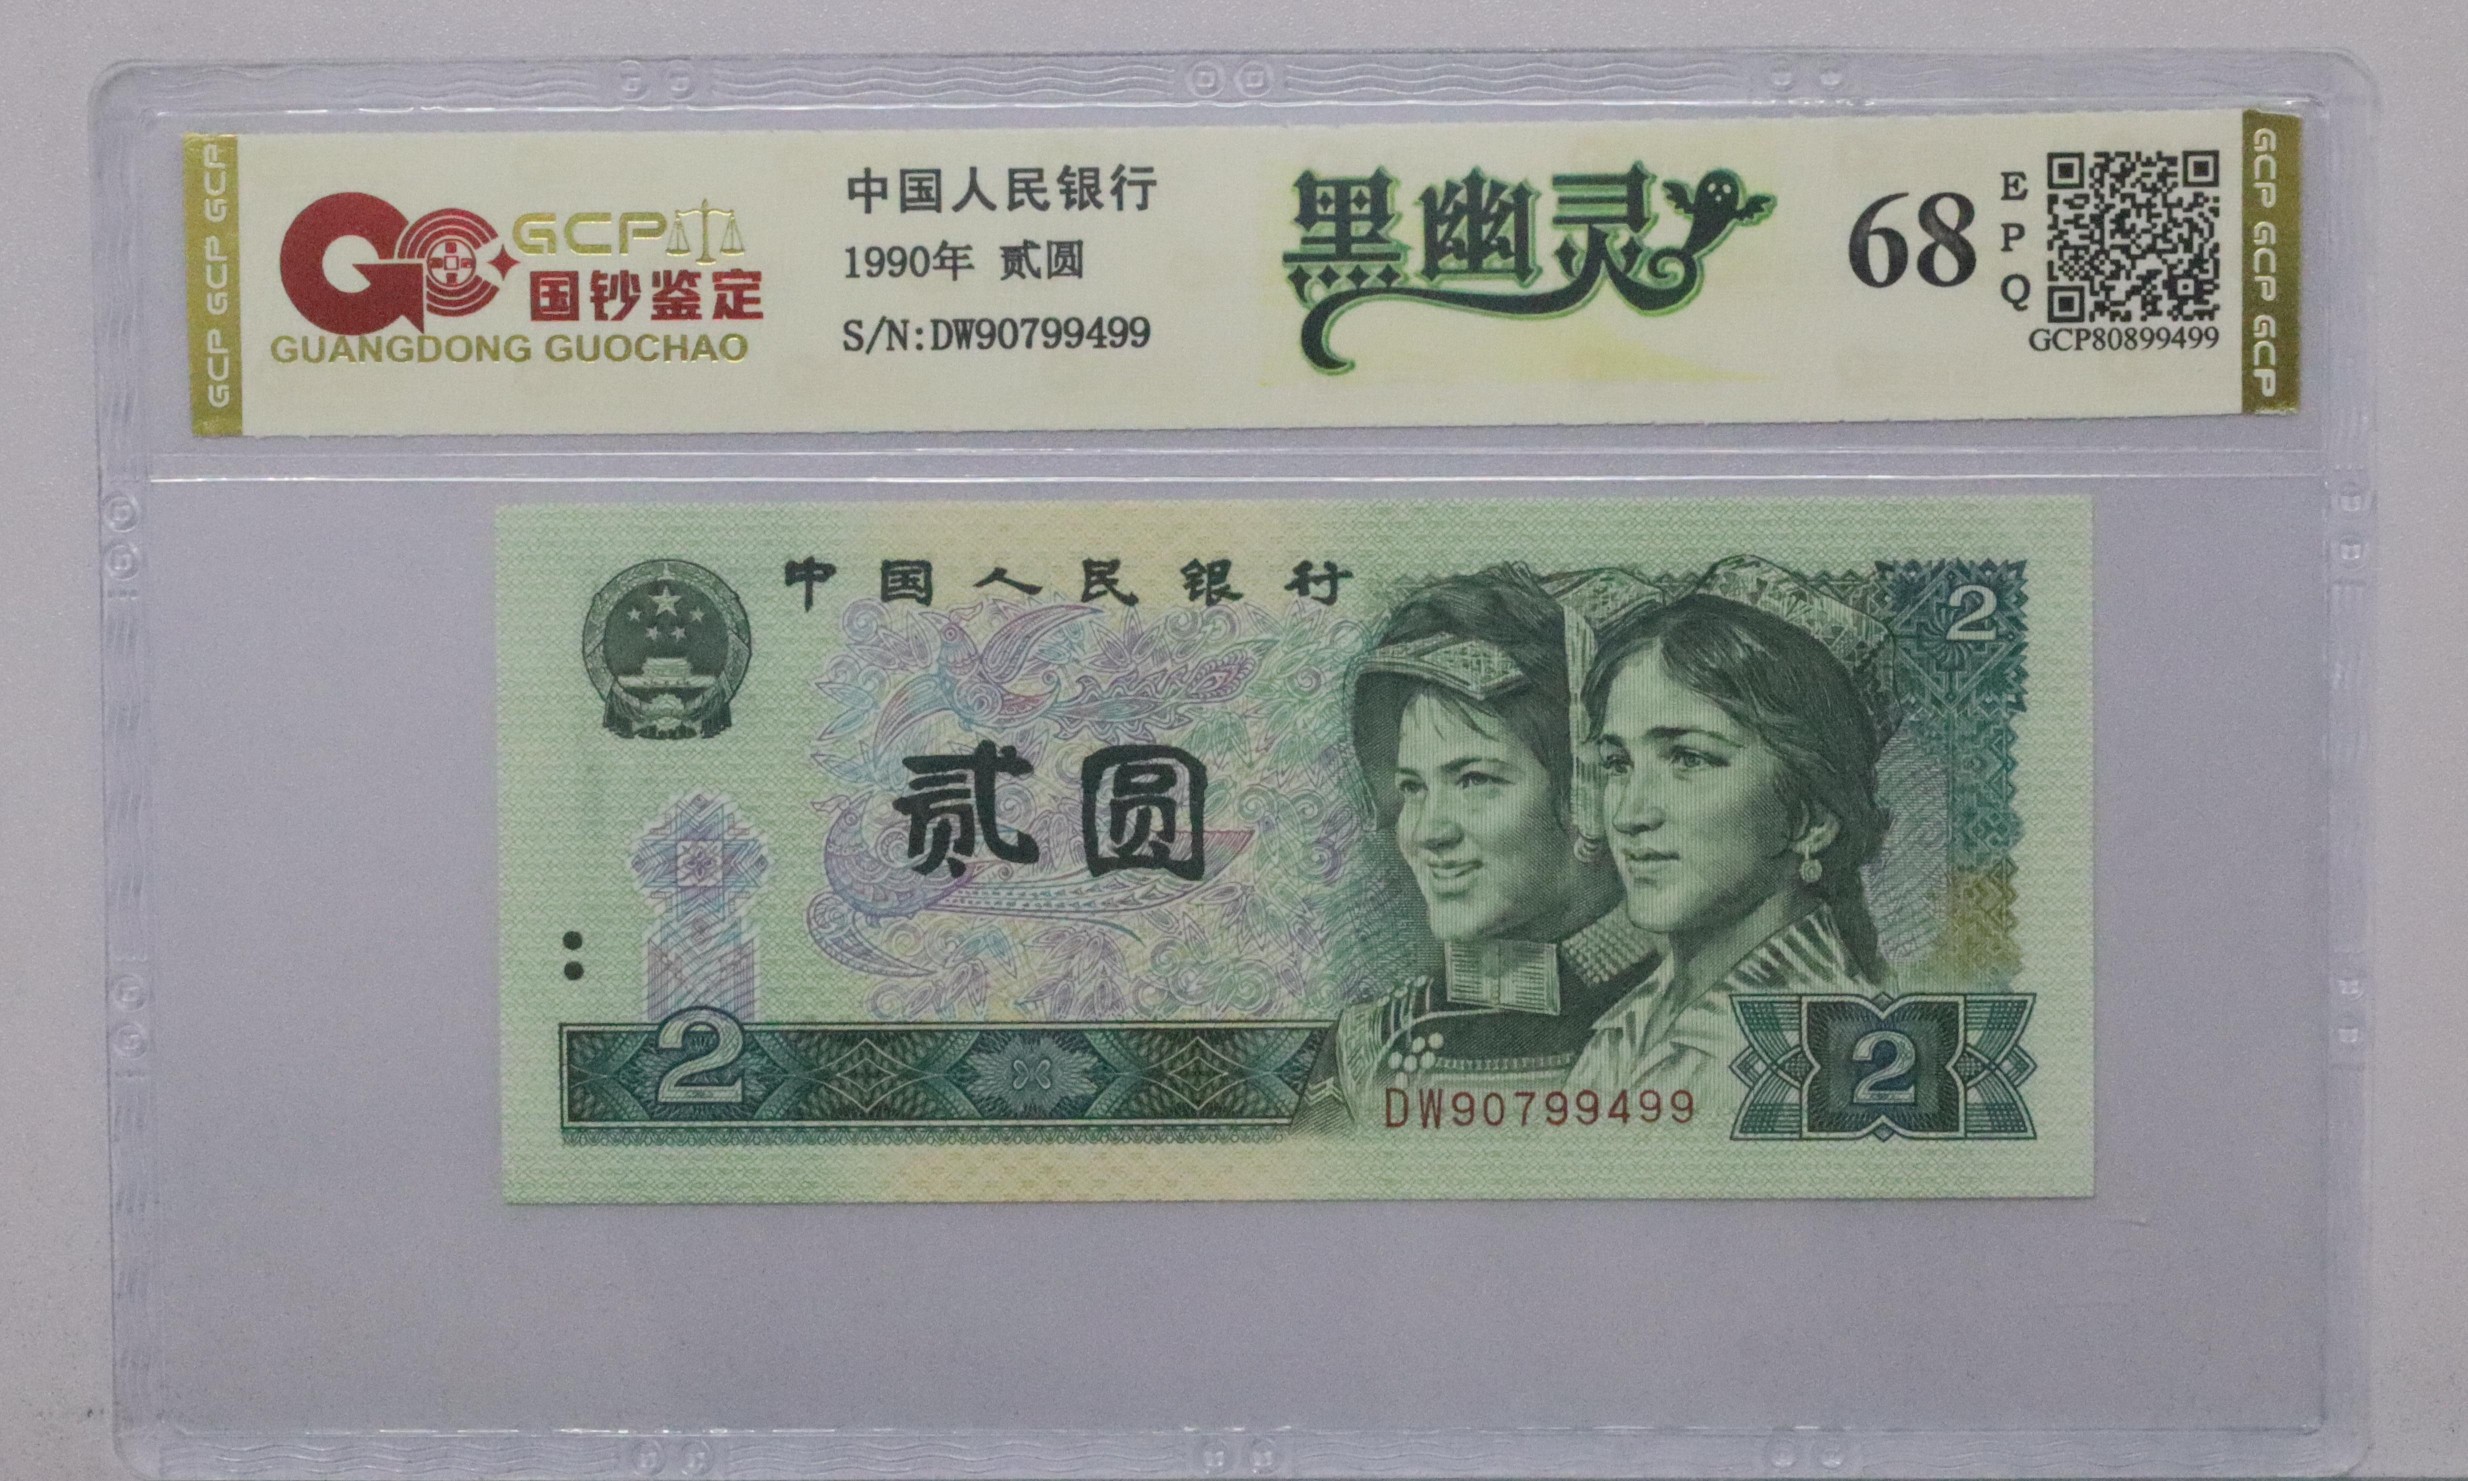 GCP GCP GCP
GCP
国钞鉴定
GUANGDONG GUOCHAO
中国人民银行
1990年 贰圆
S/N:DW90799499
黑幽灵
68
EPQ
GCP80899499
GCP GCP GCP
中国人民银行
2
贰圆
2
DW90799499
2